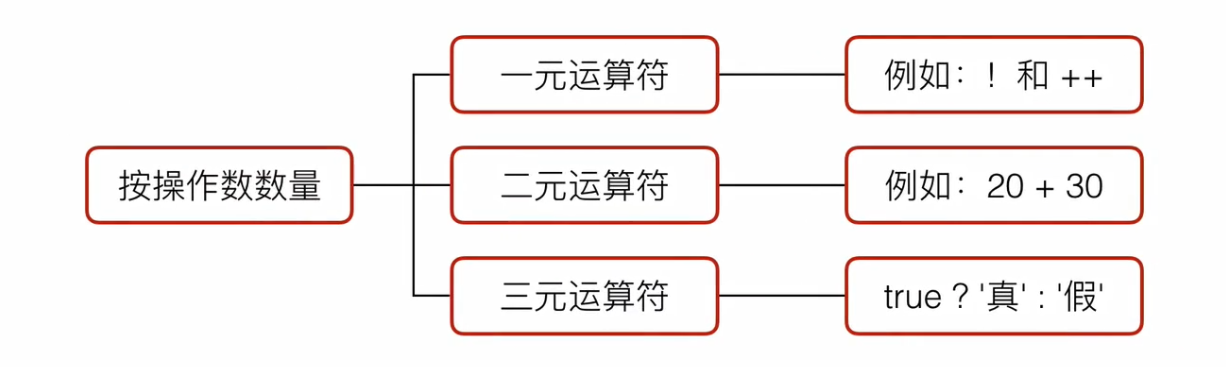 按操作数数量
一元运算符
例如：！和 ++
二元运算符
例如：20 + 30
三元运算符
true ? '真' : '假'